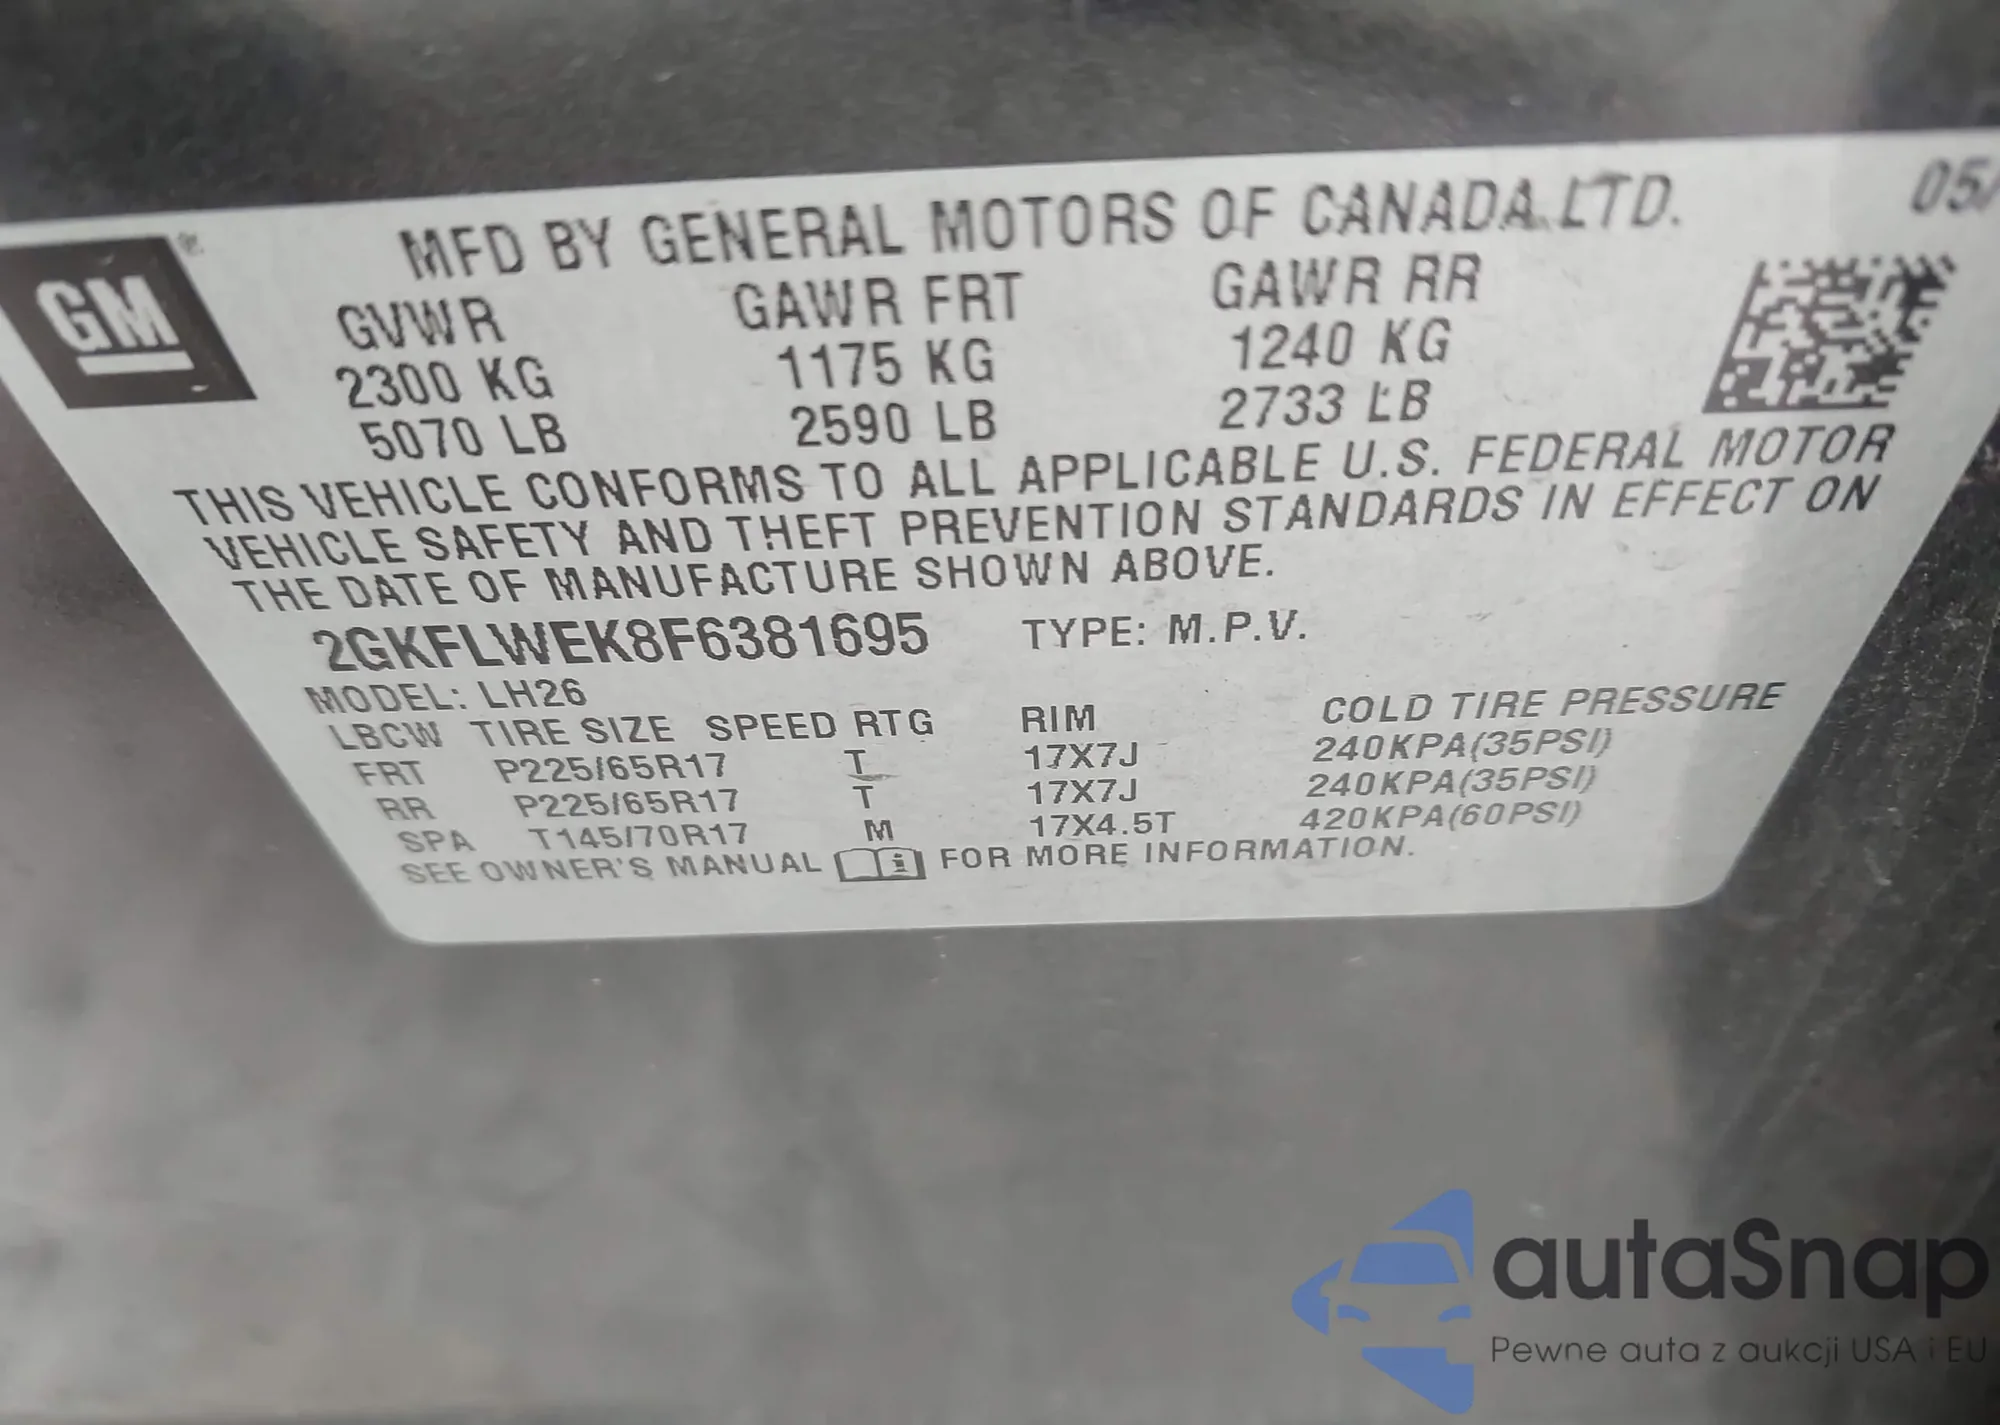 MFD BY GENERAL MOTORS OF CANADA LTD. 05/
GM ®
GVWR GAWR FRT GAWR RR
2300 KG 1175 KG 1240 KG
5070 LB 2590 LB 2733 LB
THIS VEHICLE CONFORMS TO ALL APPLICABLE U.S. FEDERAL MOTOR
VEHICLE SAFETY AND THEFT PREVENTION STANDARDS IN EFFECT ON
THE DATE OF MANUFACTURE SHOWN ABOVE.
2GKFLWEK8F6381695 TYPE: M.P.V.
MODEL: LH26
LBCW TIRE SIZE SPEED RTG RIM COLD TIRE PRESSURE
FRT P225/65R17 T 17X7J 240KPA(35PSI)
RR P225/65R17 T 17X7J 240KPA(35PSI)
SPA T145/70R17 M 17X4.5T 420KPA(60PSI)
SEE OWNER'S MANUAL i FOR MORE INFORMATION.
autaSnap
Pewne auta z aukcji USA i EU